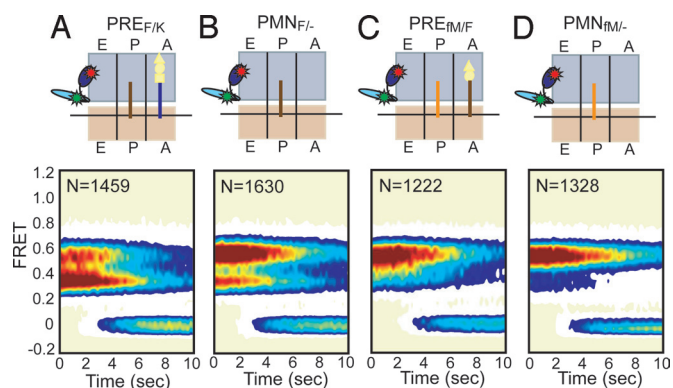 A PRE_F/K
B PMN_F/-
C PRE_fM/F
D PMN_fM/-
E P A
E P A
E P A
E P A
E P A
E P A
E P A
E P A
N=1459
N=1630
N=1222
N=1328
FRET
1.2
1.0
0.8
0.6
0.4
0.2
0
-0.2
0 2 4 6 8 10
0 2 4 6 8 10
0 2 4 6 8 10
0 2 4 6 8 10
Time (sec)
Time (sec)
Time (sec)
Time (sec)